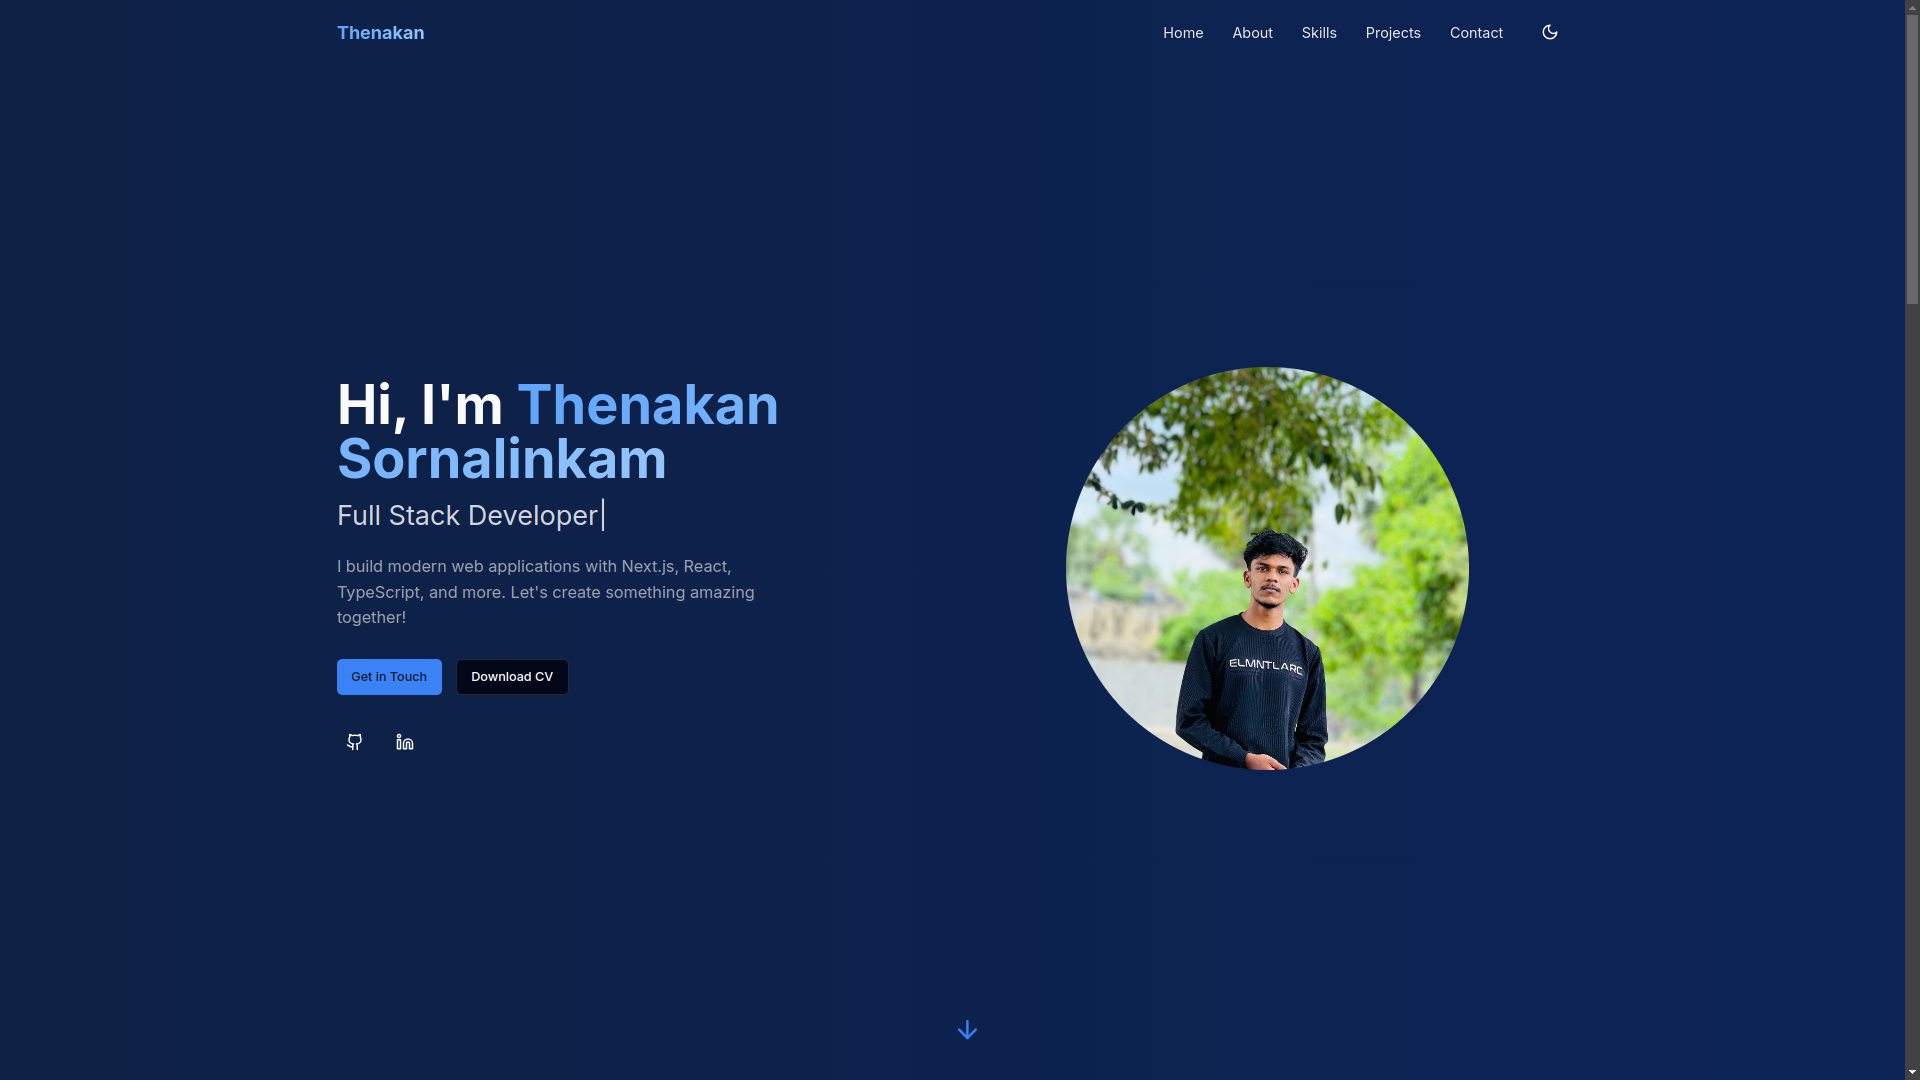 Thenakan
Home
About
Skills
Projects
Contact
Hi, I'm Thenakan
Sornalinkam
Full Stack Developer
I build modern web applications with Next.js, React,
TypeScript, and more. Let's create something amazing
together!
Get in Touch
Download CV
ELMNTLARC